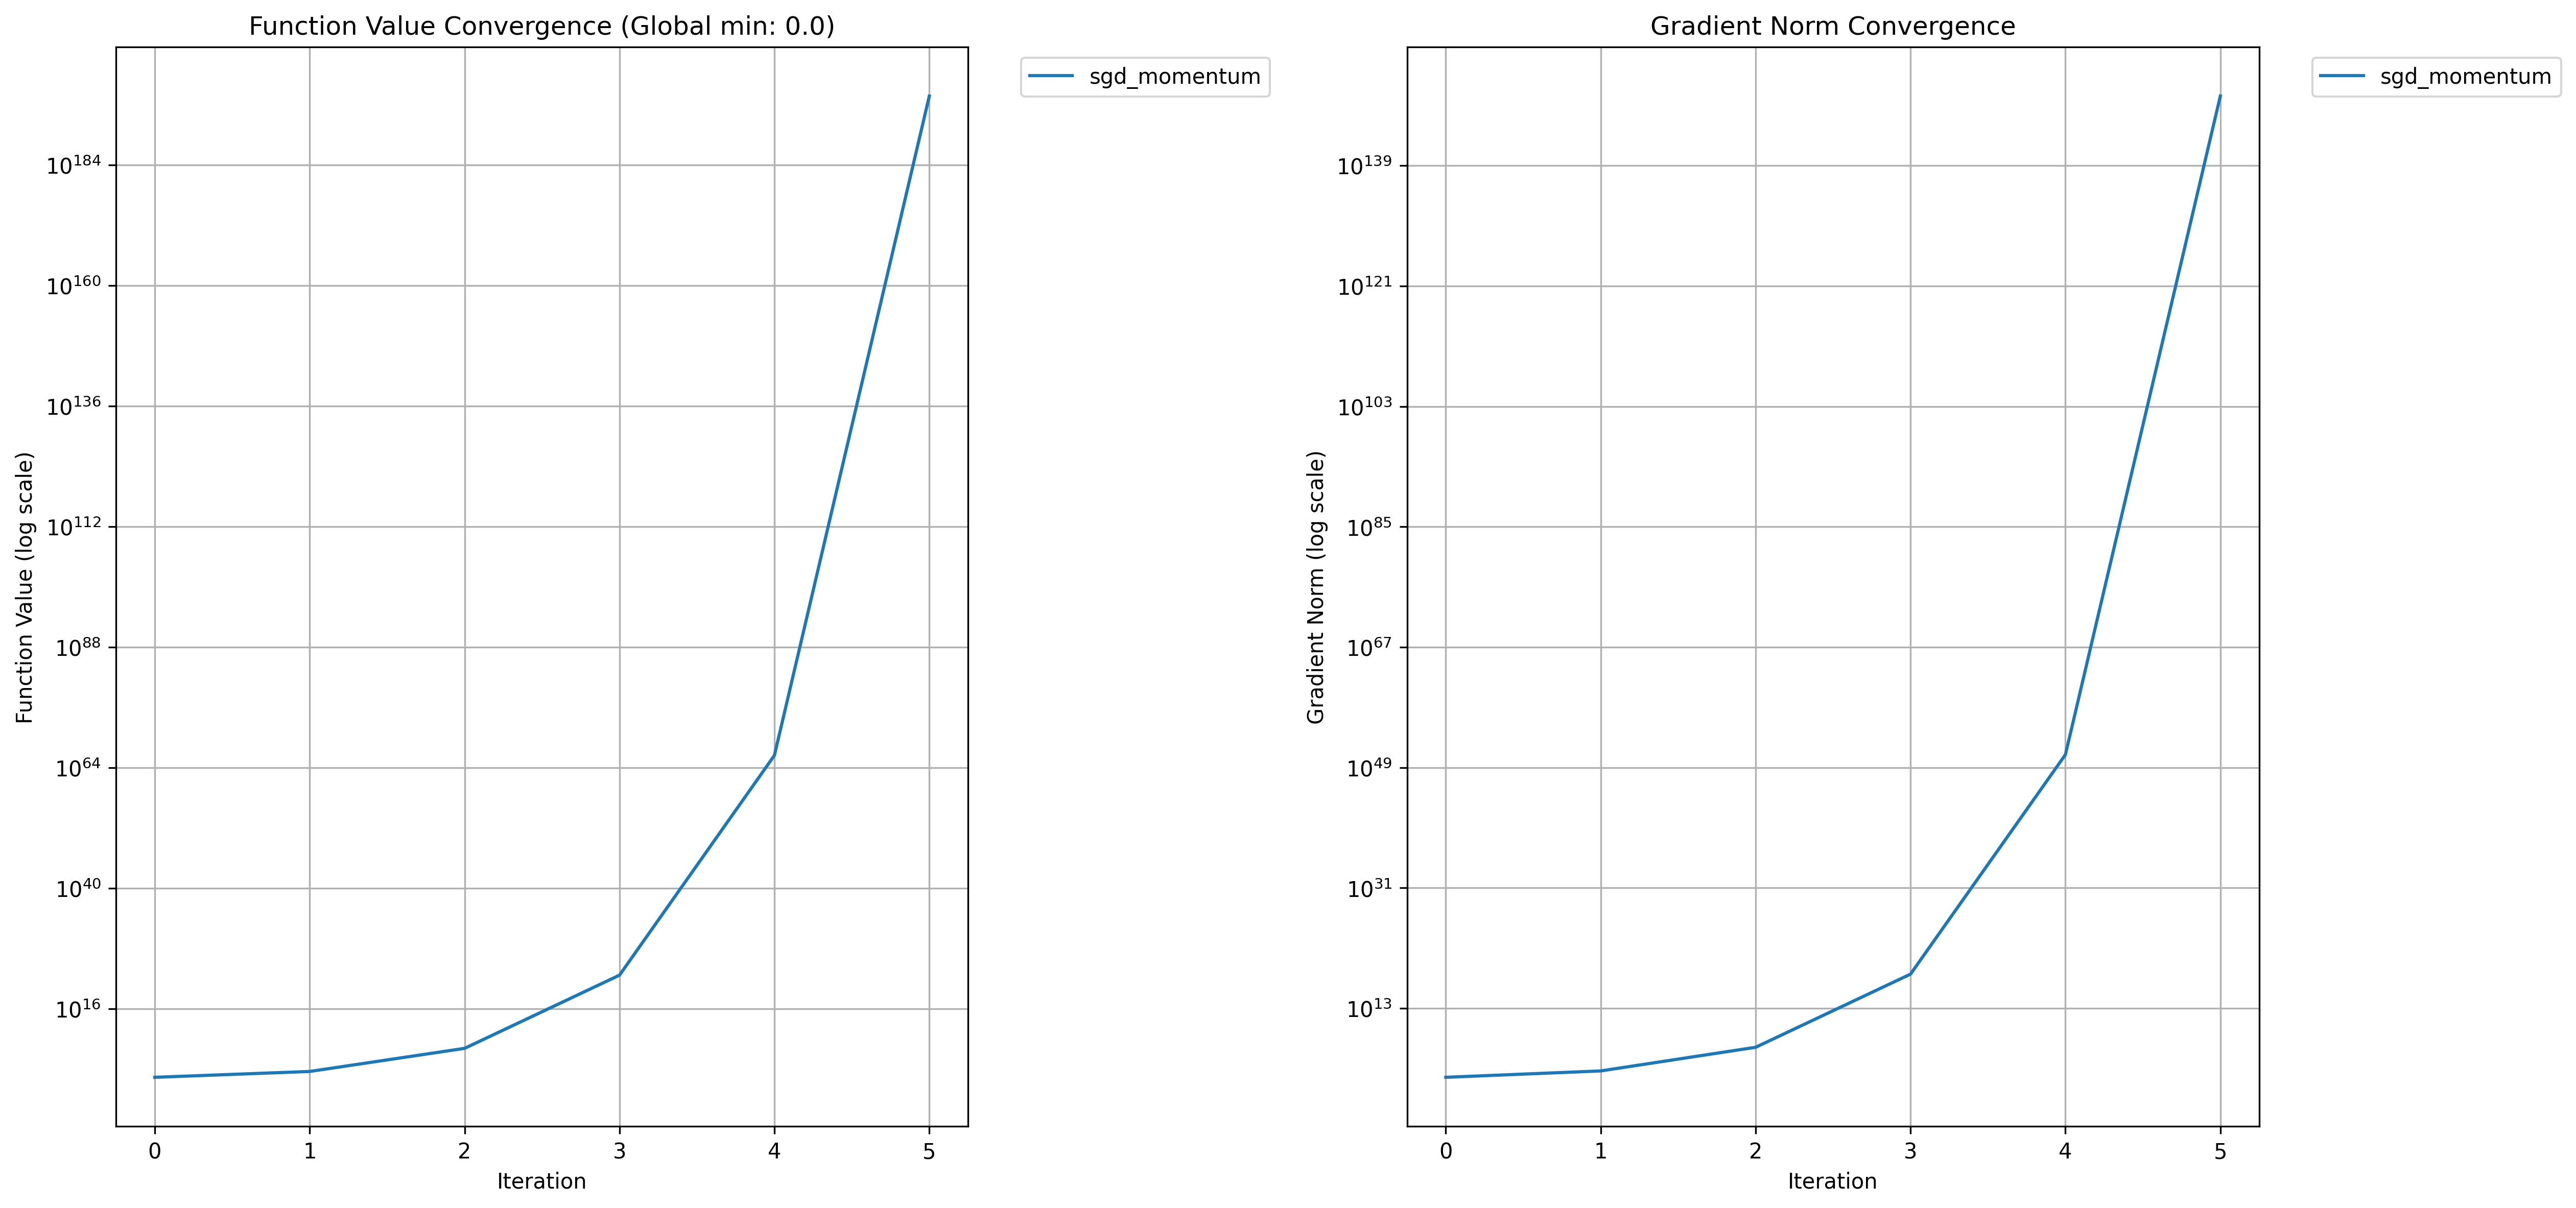 Function Value Convergence (Global min: 0.0)
sgd_momentum
Function Value (log scale)
10^184
10^160
10^136
10^112
10^88
10^64
10^40
10^16
0 1 2 3 4 5
Iteration
Gradient Norm Convergence
sgd_momentum
Gradient Norm (log scale)
10^139
10^121
10^103
10^85
10^67
10^49
10^31
10^13
0 1 2 3 4 5
Iteration